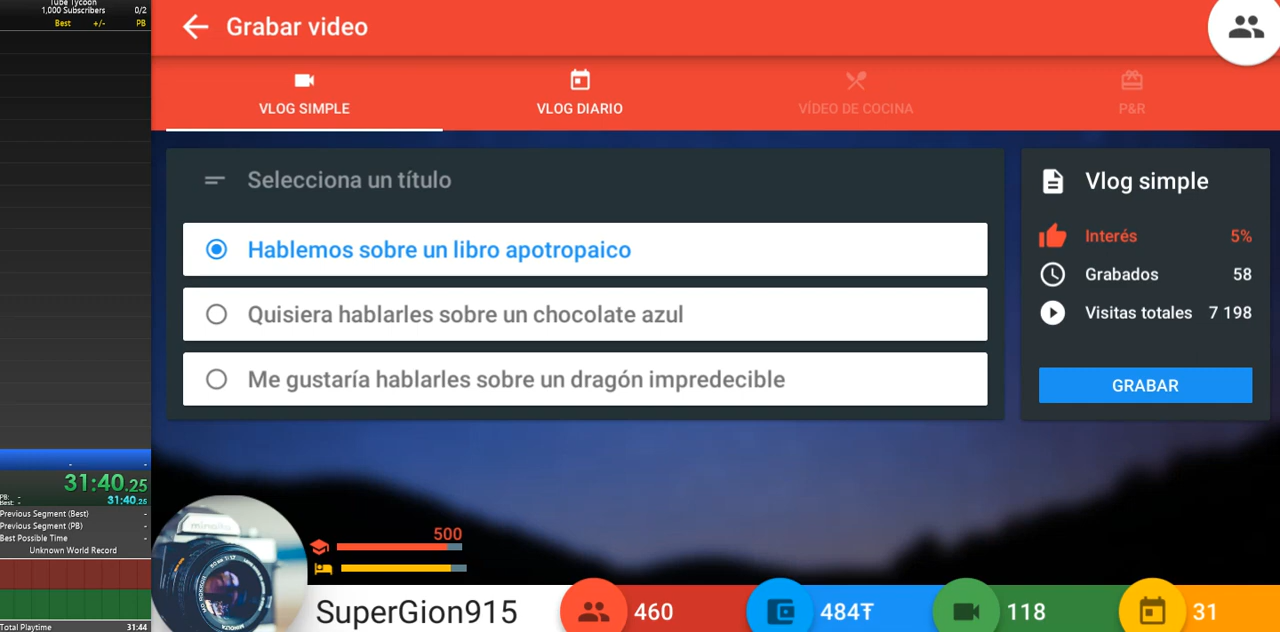 Tube Tycoon
1,000 Subscribers 0/2
Best +/- PB
- -
31:40.25
PB: -
Best: - 31:40.25
Previous Segment (Best) -
Previous Segment (PB) -
Best Possible Time -
Unknown World Record
Total Playtime 31:44
Grabar video
VLOG SIMPLE
VLOG DIARIO
VÍDEO DE COCINA
P&R
Selecciona un título
Hablemos sobre un libro apotropaico
Quisiera hablarles sobre un chocolate azul
Me gustaría hablarles sobre un dragón impredecible
Vlog simple
Interés 5%
Grabados 58
Visitas totales 7 198
GRABAR
minolta
500
SuperGion915
460
484Ŧ
118
31